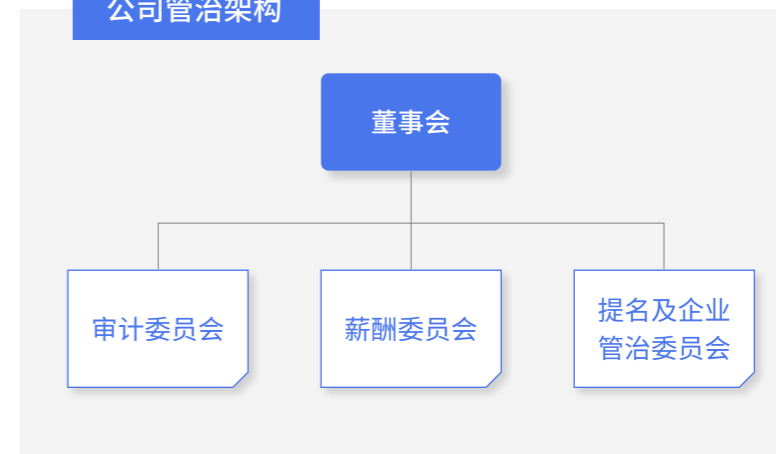 公司管治架构
董事会
审计委员会
薪酬委员会
提名及企业
管治委员会